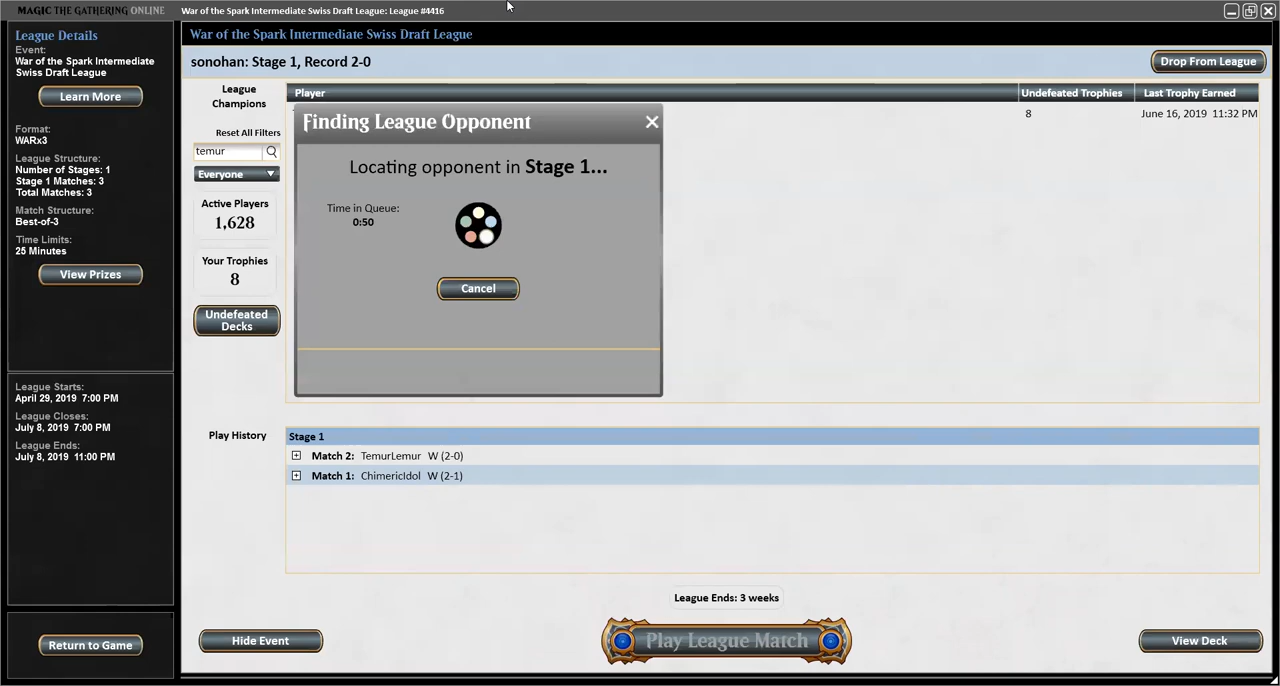 MAGIC THE GATHERING ONLINE
War of the Spark Intermediate Swiss Draft League: League #4416
League Details
Event:
War of the Spark Intermediate
Swiss Draft League
Learn More
Format:
WARx3
League Structure:
Number of Stages: 1
Stage 1 Matches: 3
Total Matches: 3
Match Structure:
Best-of-3
Time Limits:
25 Minutes
View Prizes
League Starts:
April 29, 2019 7:00 PM
League Closes:
July 8, 2019 7:00 PM
League Ends:
July 8, 2019 11:00 PM
Return to Game
War of the Spark Intermediate Swiss Draft League
sonohan: Stage 1, Record 2-0
Drop From League
League
Champions
Reset All Filters
temur
Everyone
Active Players
1,628
Your Trophies
8
Undefeated
Decks
Player
Undefeated Trophies
Last Trophy Earned
8
June 16, 2019 11:32 PM
Finding League Opponent
Locating opponent in Stage 1...
Time in Queue:
0:50
Cancel
Play History
Stage 1
Match 2: TemurLemur W (2-0)
Match 1: ChimericIdol W (2-1)
League Ends: 3 weeks
Hide Event
Play League Match
View Deck